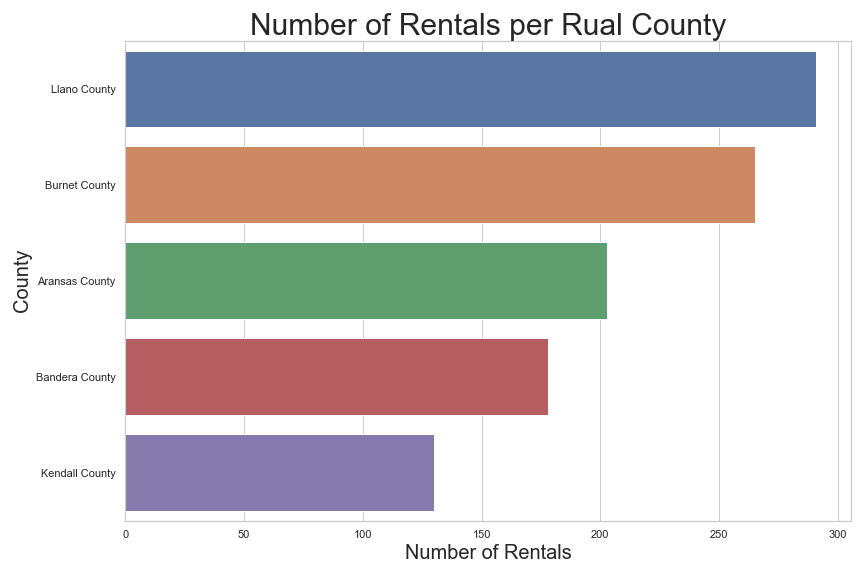 Number of Rentals per Rual County
Llano County
Burnet County
Aransas County
Bandera County
Kendall County
County
0 50 100 150 200 250 300
Number of Rentals